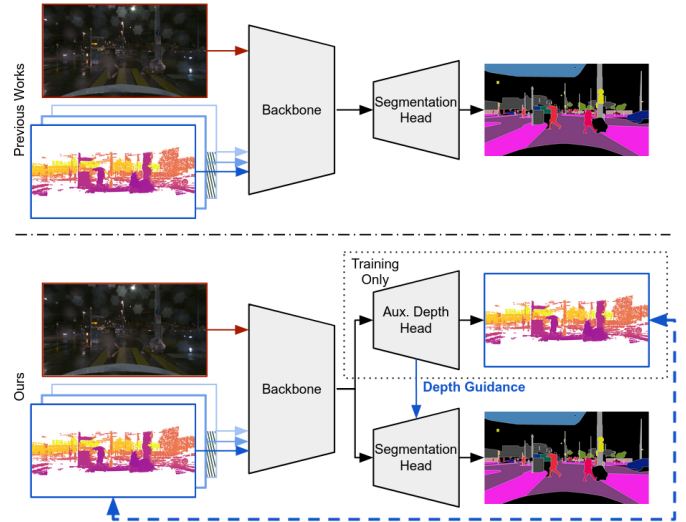 Previous Works
Backbone
Segmentation
Head
Training
Only
Aux. Depth
Head
Depth Guidance
Ours
Backbone
Segmentation
Head